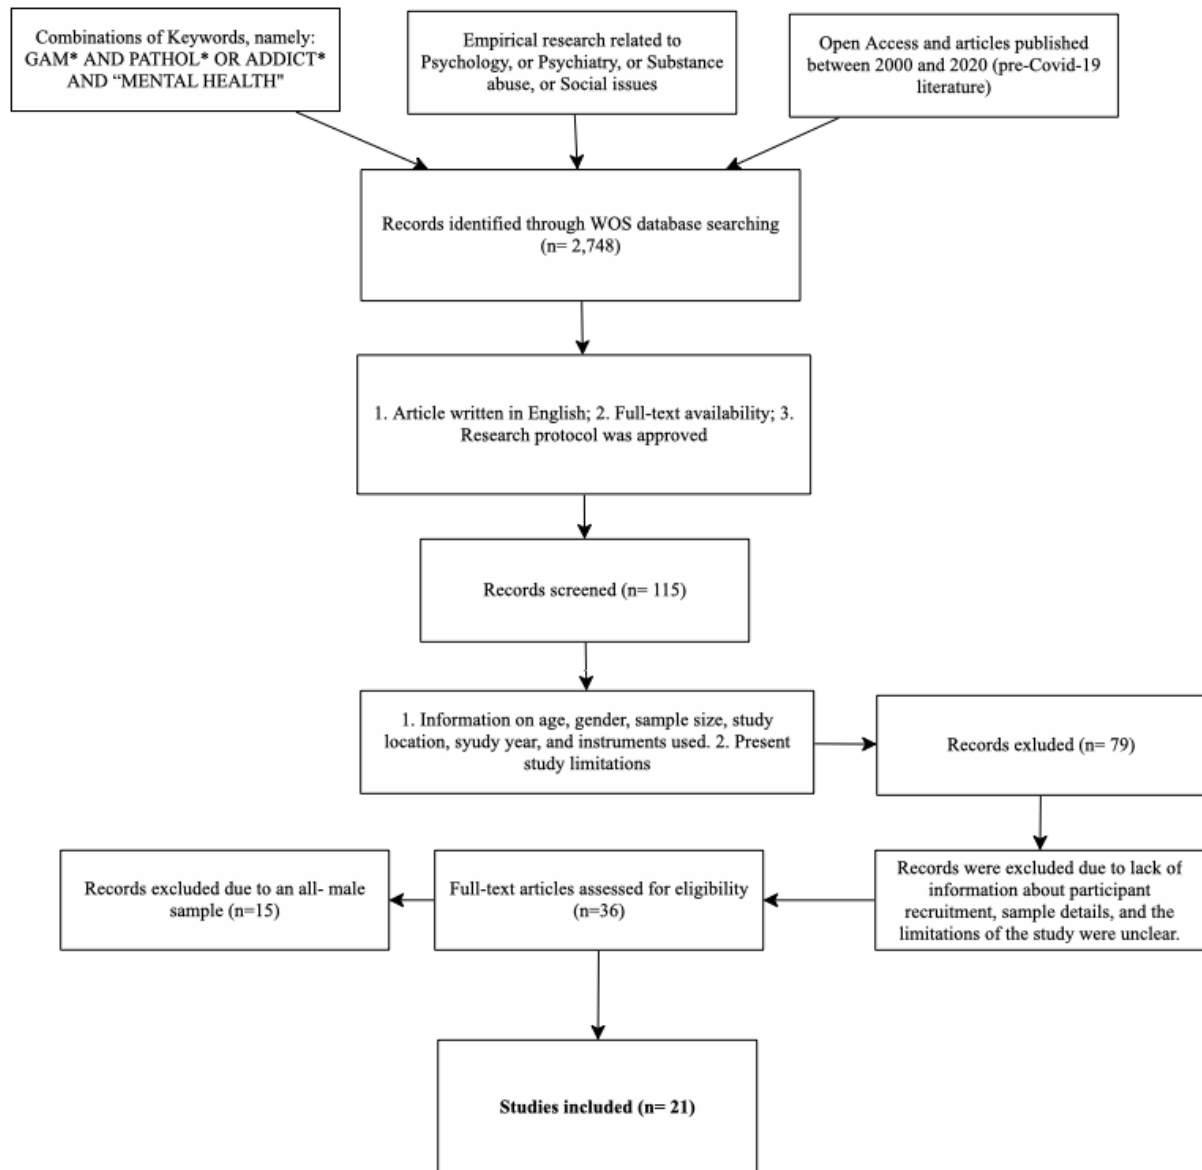 Combinations of Keywords, namely:
GAM* AND PATHOL* OR ADDICT*
AND “MENTAL HEALTH"
Empirical research related to
Psychology, or Psychiatry, or Substance
abuse, or Social issues
Open Access and articles published
between 2000 and 2020 (pre-Covid-19
literature)
Records identified through WOS database searching
(n= 2,748)
1. Article written in English; 2. Full-text availability; 3.
Research protocol was approved
Records screened (n= 115)
1. Information on age, gender, sample size, study
location, syudy year, and instruments used. 2. Present
study limitations
Records exluded (n= 79)
Records excluded due to an all- male
sample (n=15)
Full-text articles assessed for eligibility
(n=36)
Records were excluded due to lack of
information about participant
recruitment, sample details, and the
limitations of the study were unclear.
Studies included (n= 21)